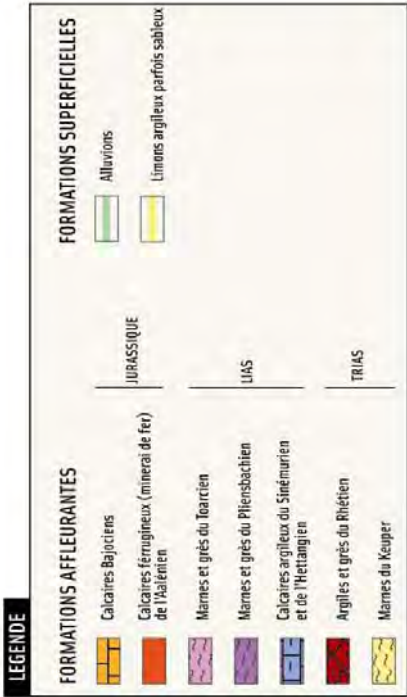 LEGENDE
FORMATIONS AFFLEURANTES
Calcaires Bajociens
Calcaires ferrugineux (minerai de fer)
de l'Aalénien
JURASSIQUE
Marnes et grès du Toarcien
Marnes et grès du Pliensbachien
Calcaires argileux du Sinémurien
et de l'Hettangien
LIAS
Argiles et grès du Rhétien
Marnes du Keuper
TRIAS
FORMATIONS SUPERFICIELLES
Alluvions
Limons argileux parfois sableux